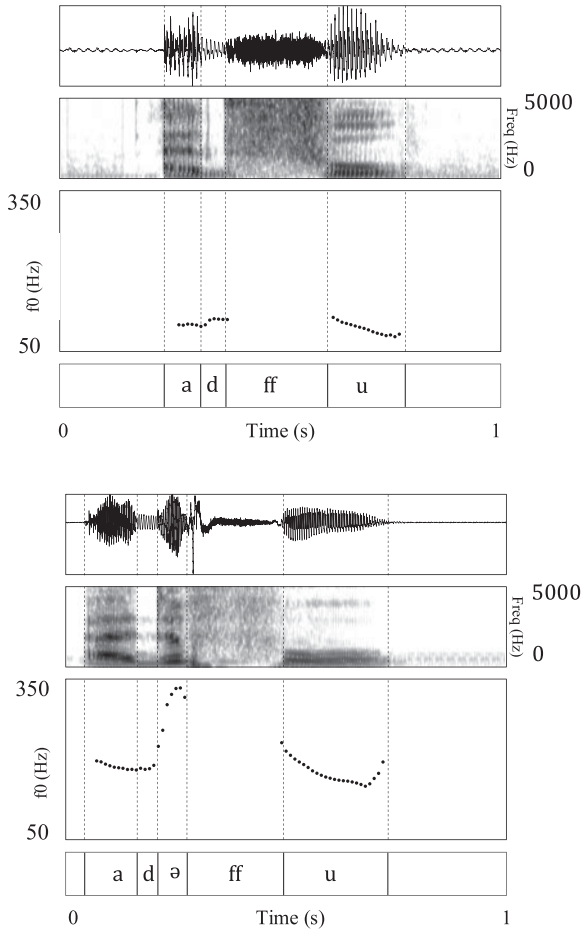 5000
Freq (Hz)
0
350
f0 (Hz)
50
a d ff u
0 Time (s) 1
5000
Freq (Hz)
0
350
f0 (Hz)
50
a d ə ff u
0 Time (s) 1